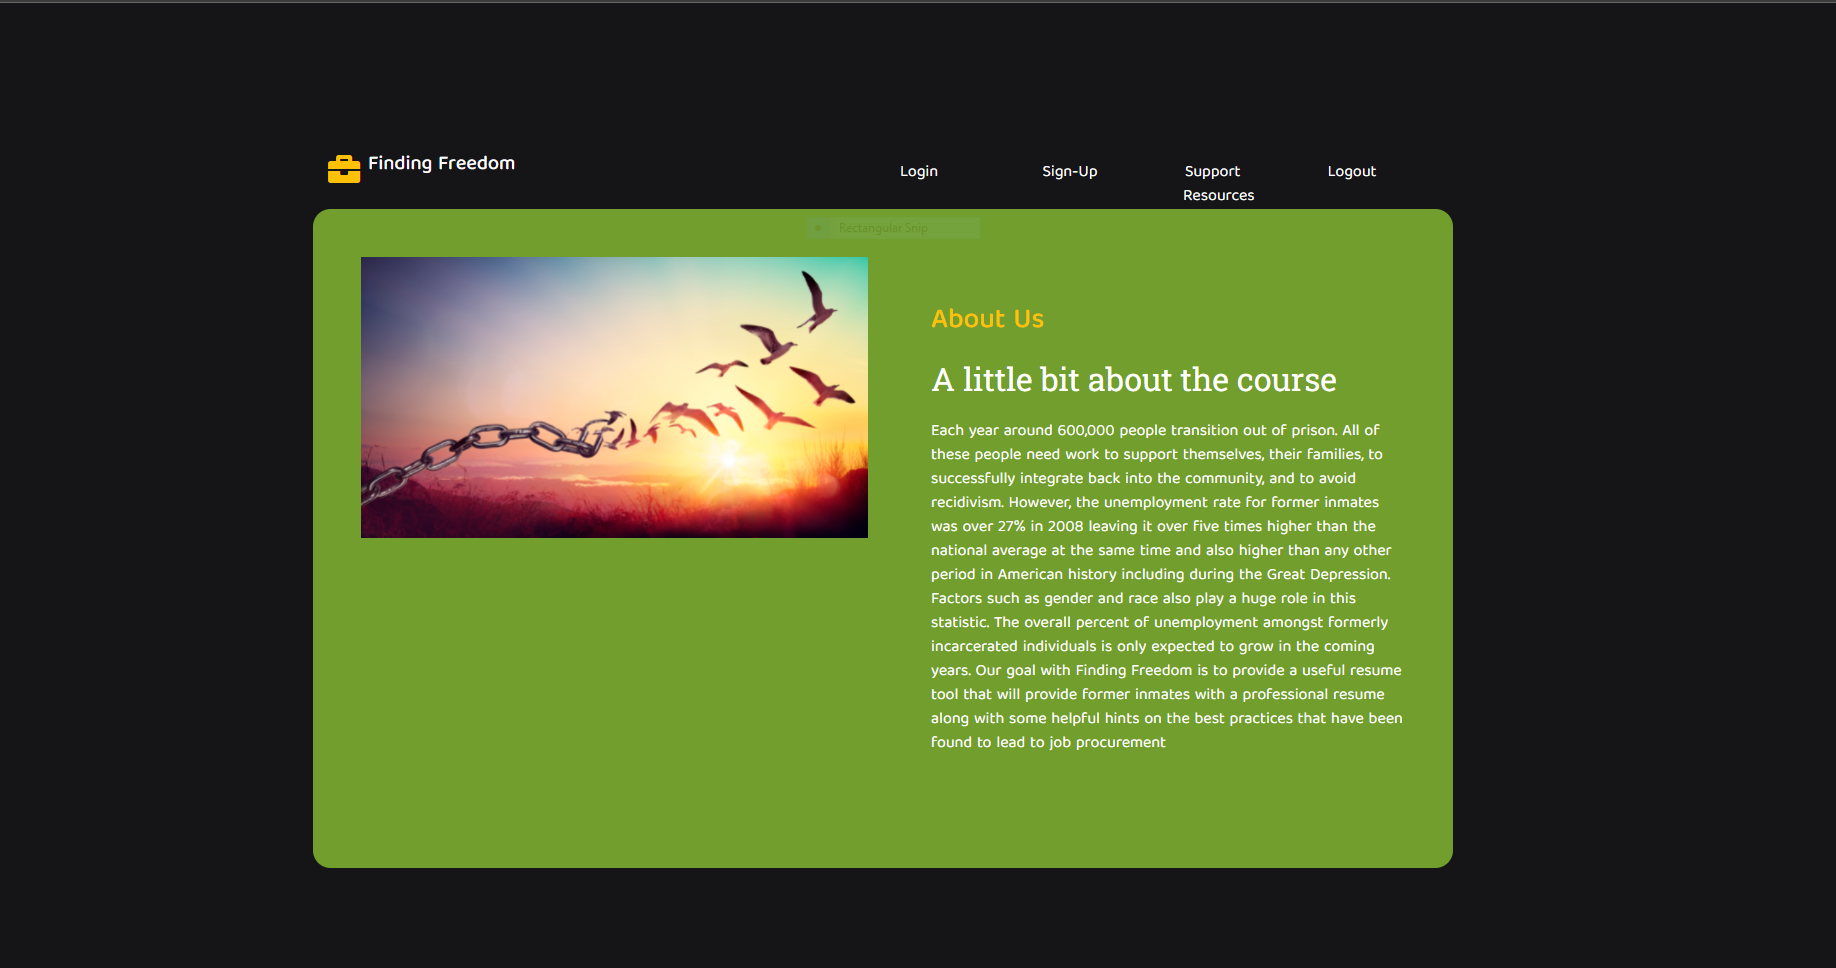 Finding Freedom
Login
Sign-Up
Support
Resources
Logout
Rectangular Snip
About Us
A little bit about the course
Each year around 600,000 people transition out of prison. All of
these people need work to support themselves, their families, to
successfully integrate back into the community, and to avoid
recidivism. However, the unemployment rate for former inmates
was over 27% in 2008 leaving it over five times higher than the
national average at the same time and also higher than any other
period in American history including during the Great Depression.
Factors such as gender and race also play a huge role in this
statistic. The overall percent of unemployment amongst formerly
incarcerated individuals is only expected to grow in the coming
years. Our goal with Finding Freedom is to provide a useful resume
tool that will provide former inmates with a professional resume
along with some helpful hints on the best practices that have been
found to lead to job procurement